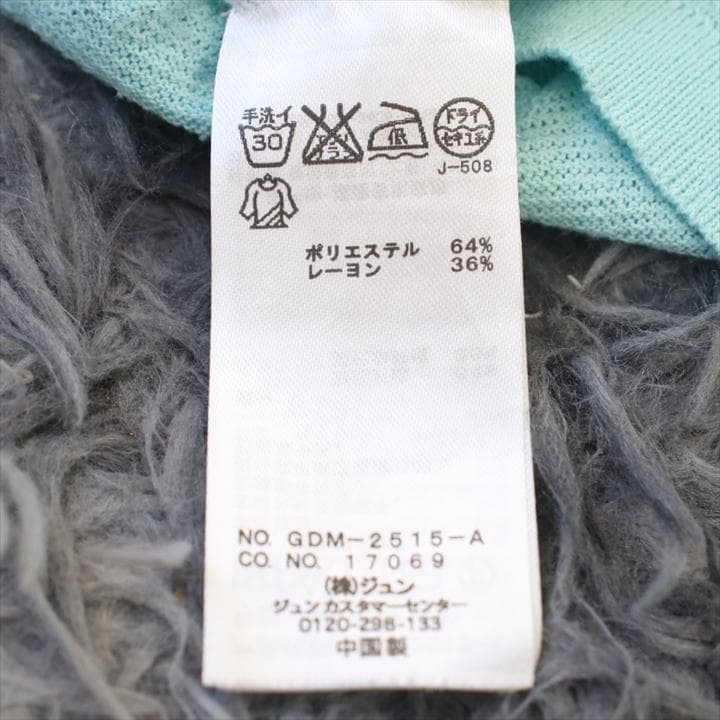 手洗イ
30
低
ドライ
セキユ系
J-508
ポリエステル 64%
レーヨン 36%
NO. GDM-2515-A
CO. NO. 17069
(株)ジュン
ジュン カスタマーセンター
0120-298-133
中国製